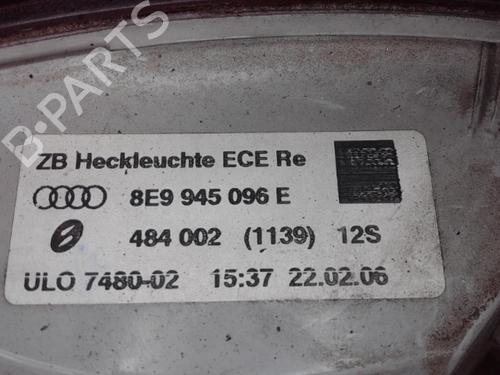 B-PARTS
ZB Heckleuchte ECE Re
8E9 945 096 E
484 002 (1139) 12S
ULO 7480-02 15:37 22.02.06